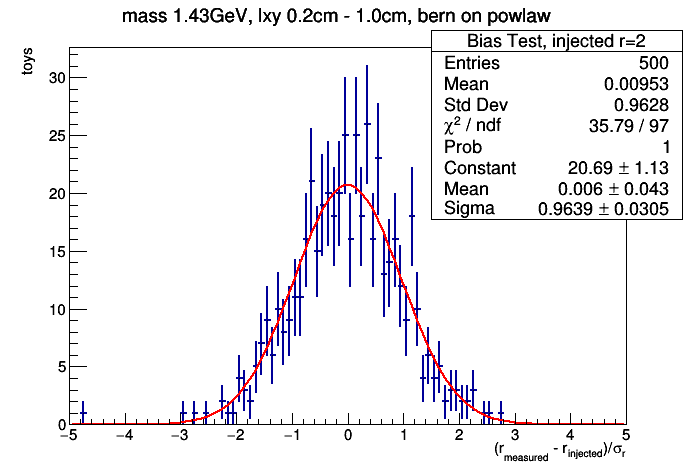 mass 1.43GeV, lxy 0.2cm - 1.0cm, bern on powlaw
toys
Bias Test, injected r=2
Entries 500
Mean 0.00953
Std Dev 0.9628
χ² / ndf 35.79 / 97
Prob 1
Constant 20.69 ± 1.13
Mean 0.006 ± 0.043
Sigma 0.9639 ± 0.0305
30
25
20
15
10
5
0
−5 −4 −3 −2 −1 0 1 2 3 4 5
(r_measured - r_injected)/σ_r